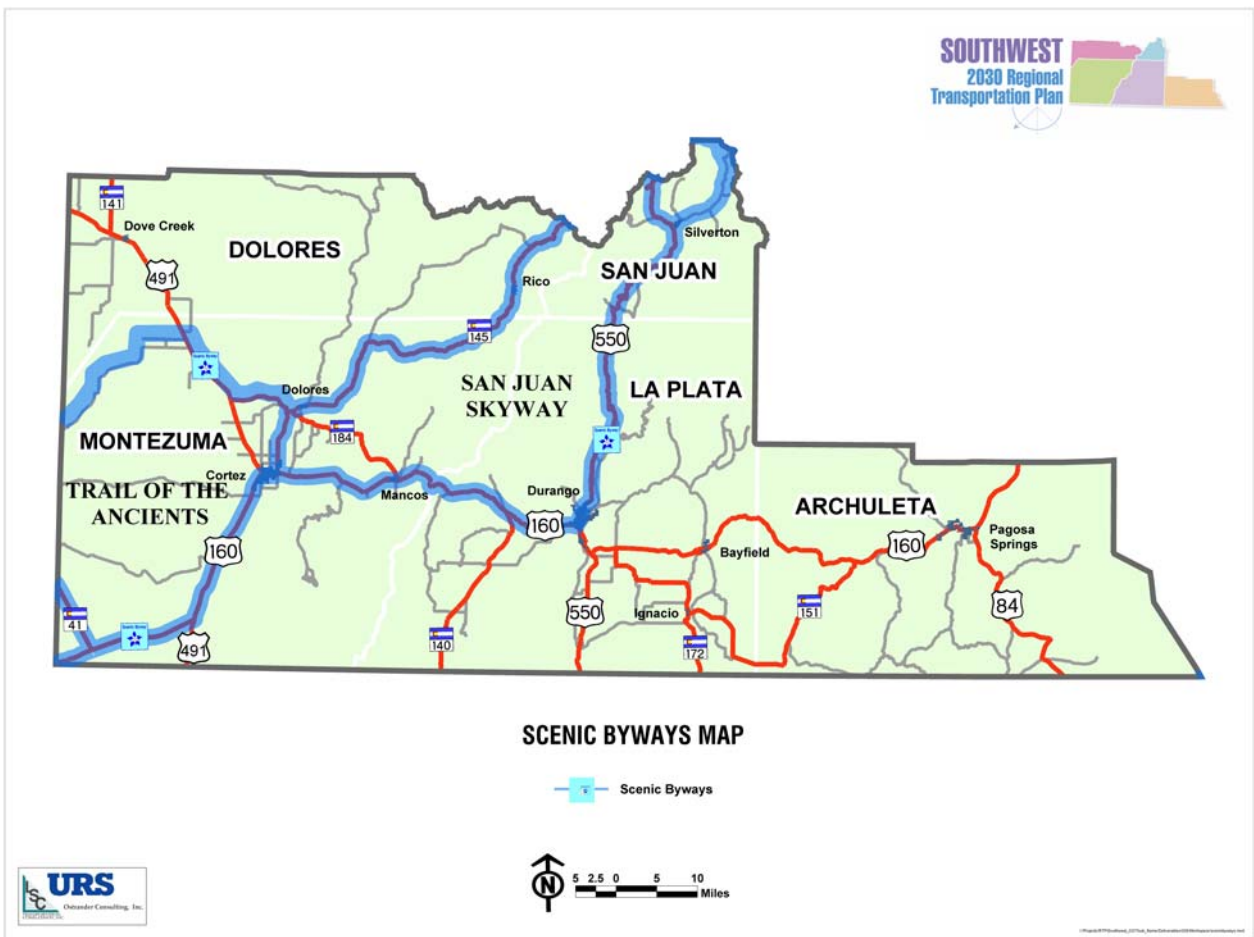 SOUTHWEST
2030 Regional
Transportation Plan
141
Dove Creek
DOLORES
491
Silverton
SAN JUAN
Rico
145
550
Dolores
SAN JUAN
SKYWAY
LA PLATA
184
MONTEZUMA
Cortez
TRAIL OF THE
ANCIENTS
Mancos
Durango
160
160
ARCHULETA
160
Pagosa
Springs
Bayfield
41
491
140
550
Ignacio
172
151
84
SCENIC BYWAYS MAP
Scenic Byways
N
5 2.5 0 5 10
Miles
URS
Ostrander Consulting, Inc.